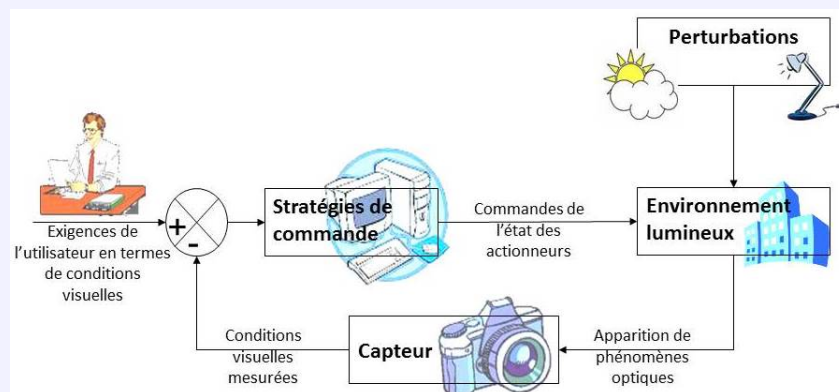 Perturbations
+
-
Exigences de
l'utilisateur en termes
de conditions
visuelles
Stratégies de
commande
Commandes de
l'état des
actionneurs
Environnement
lumineux
Conditions
visuelles
mesurées
Capteur
Apparition de
phénomènes
optiques